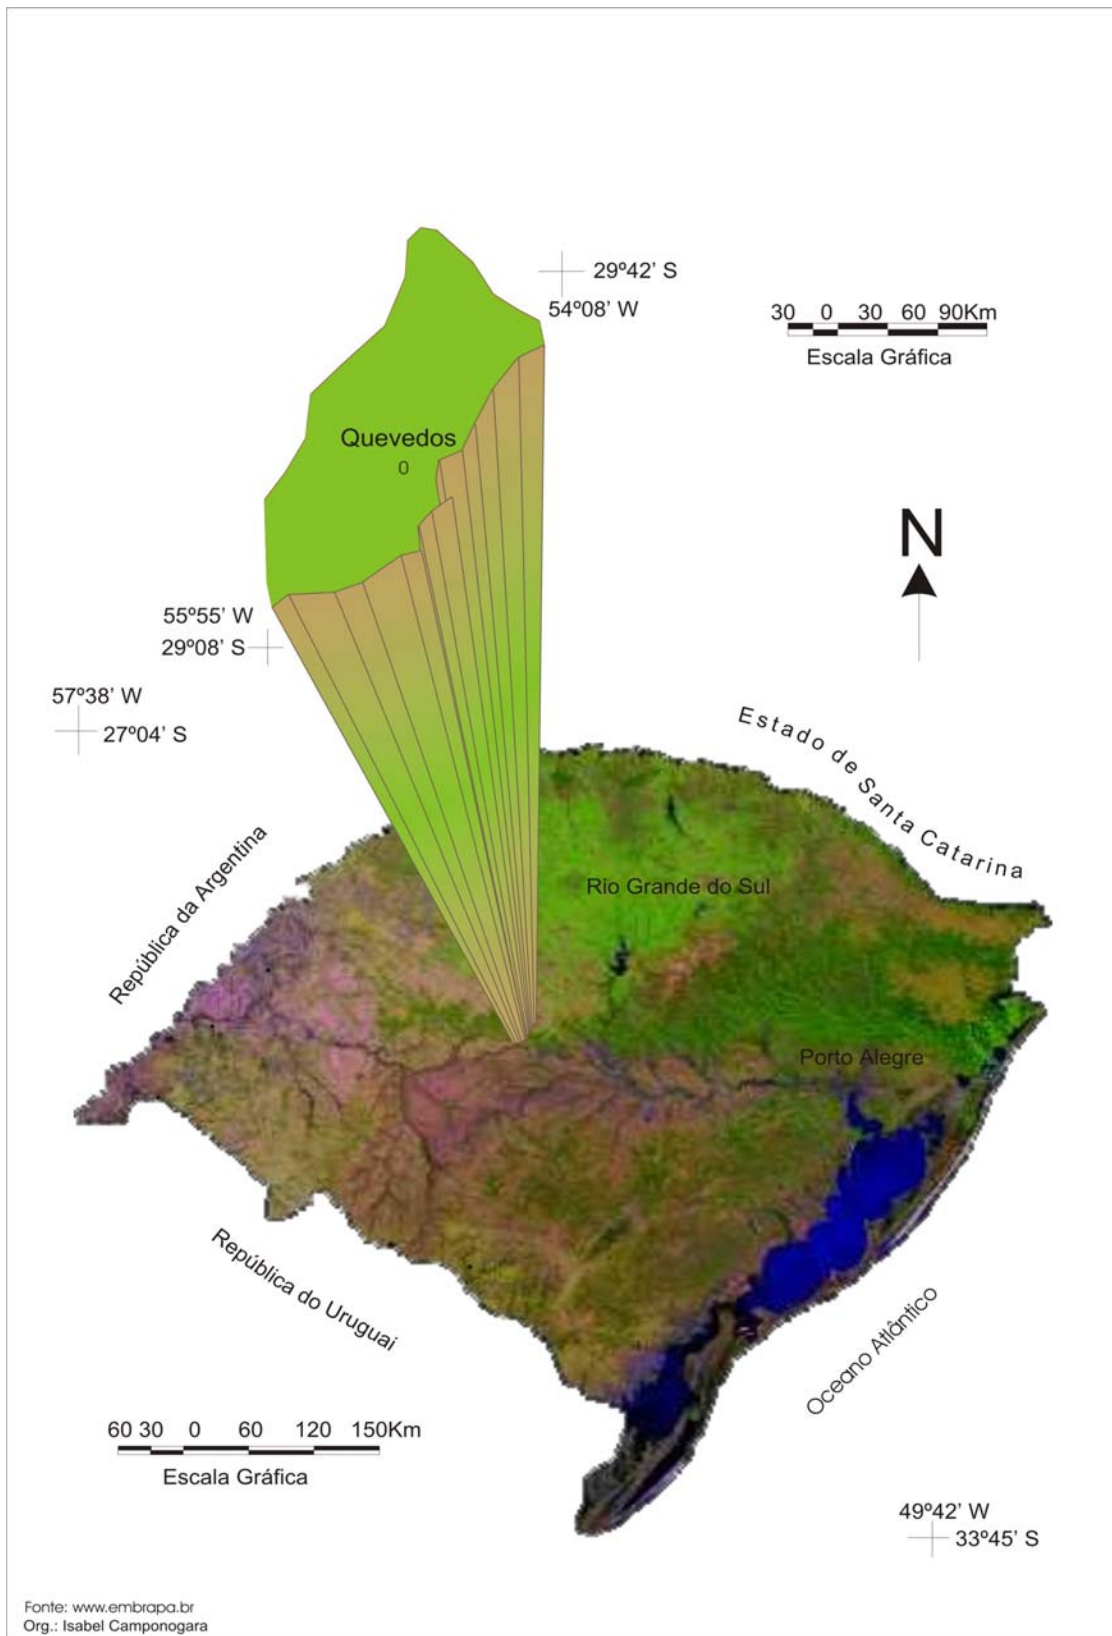 29º42’ S
54º08’ W
30 0 30 60 90Km
Escala Gráfica
Quevedos
0
N
55º55’ W
29º08’ S
57º38’ W
27º04’ S
Estado de Santa Catarina
República da Argentina
Rio Grande do Sul
Porto Alegre
República do Uruguai
Oceano Atlântico
60 30 0 60 120 150Km
Escala Gráfica
49º42’ W
33º45’ S
Fonte: www.embrapa.br
Org.: Isabel Camponogara